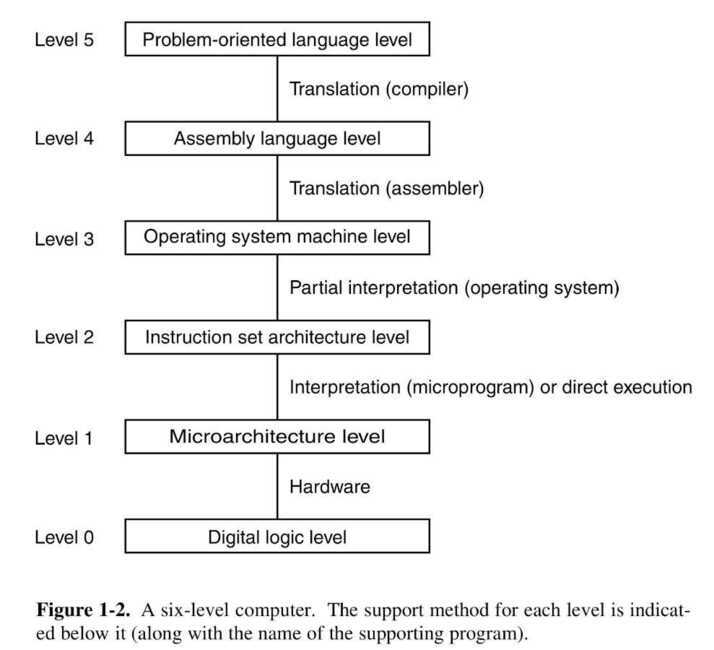 Level 5 Problem-oriented language level
Translation (compiler)
Level 4 Assembly language level
Translation (assembler)
Level 3 Operating system machine level
Partial interpretation (operating system)
Level 2 Instruction set architecture level
Interpretation (microprogram) or direct execution
Level 1 Microarchitecture level
Hardware
Level 0 Digital logic level
Figure 1-2. A six-level computer. The support method for each level is indicat-
ed below it (along with the name of the supporting program).